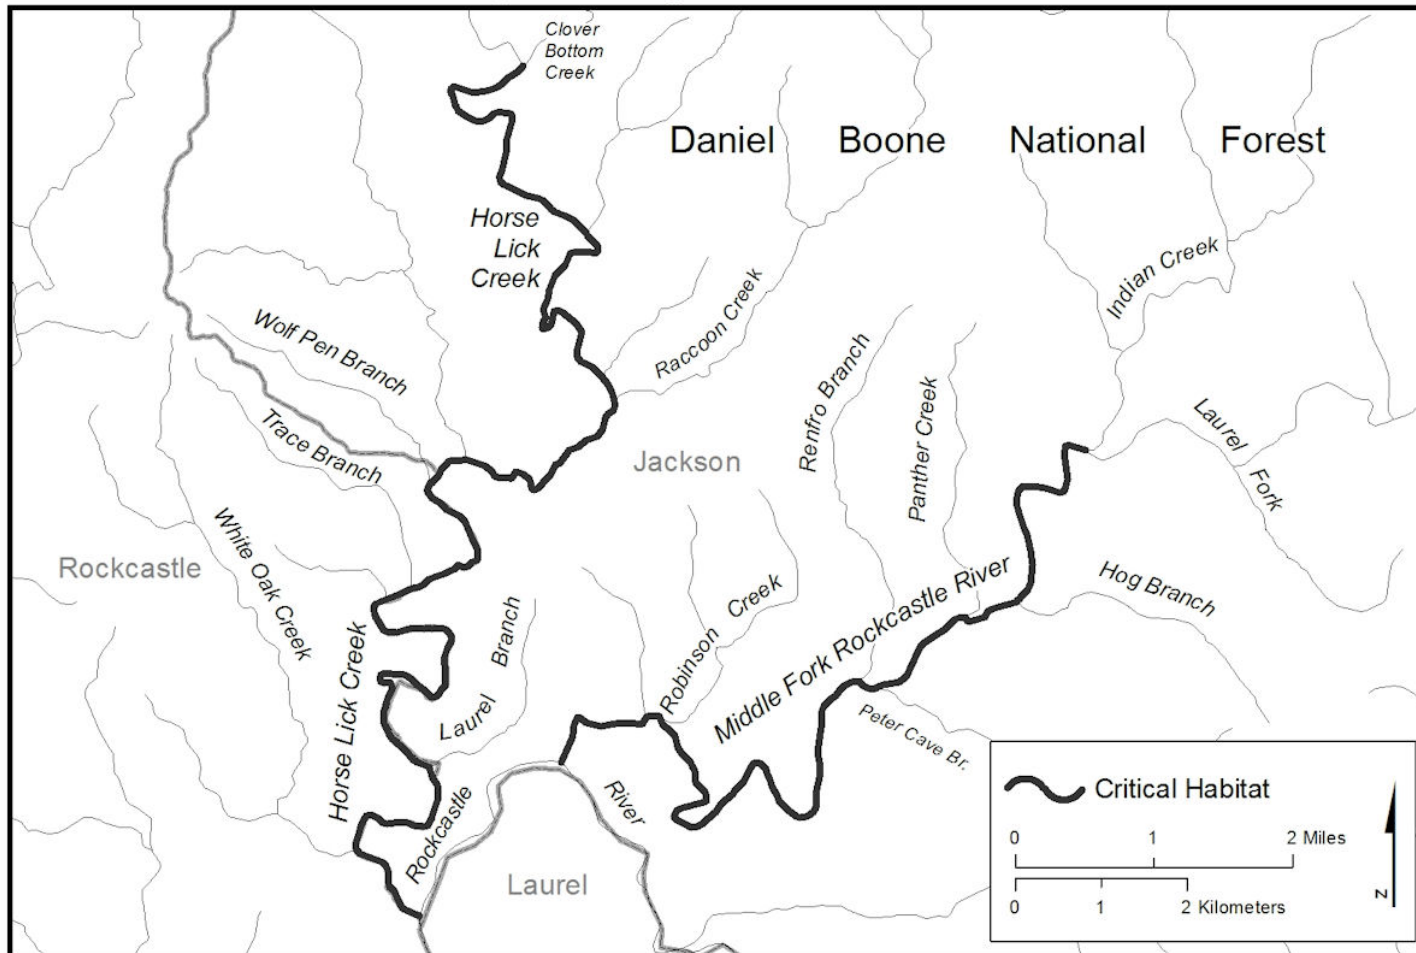 Clover
Bottom
Creek
Daniel Boone National Forest
Horse
Lick
Creek
Indian Creek
Wolf Pen Branch
Raccoon Creek
Renfro Branch
Panther Creek
Laurel
Fork
Trace Branch
Jackson
White Oak Creek
Rockcastle
Hog Branch
Branch
Laurel
Robinson Creek
Middle Fork Rockcastle River
Horse Lick Creek
Peter Cave Br.
River
Rockcastle
Laurel
Critical Habitat
0 1 2 Miles
0 1 2 Kilometers
N